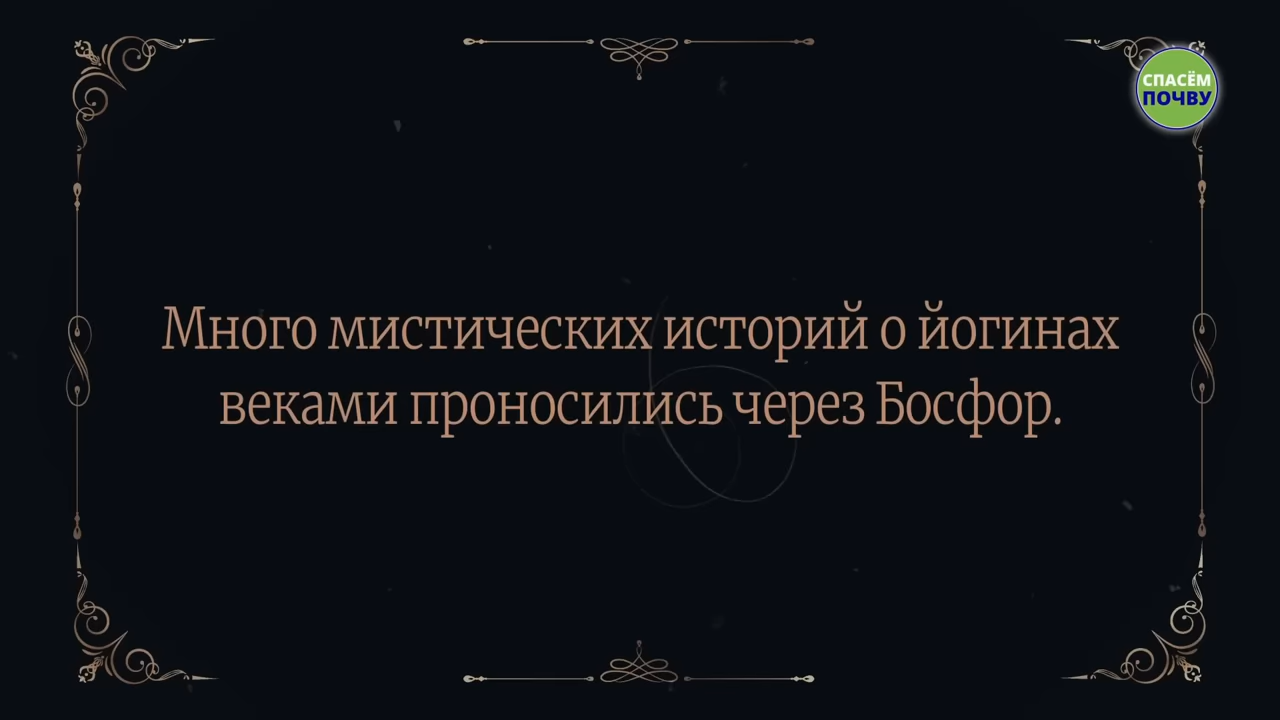 СПАСЁМ
ПОЧВУ
Много мистических историй о йогинах
веками проносились через Босфор.